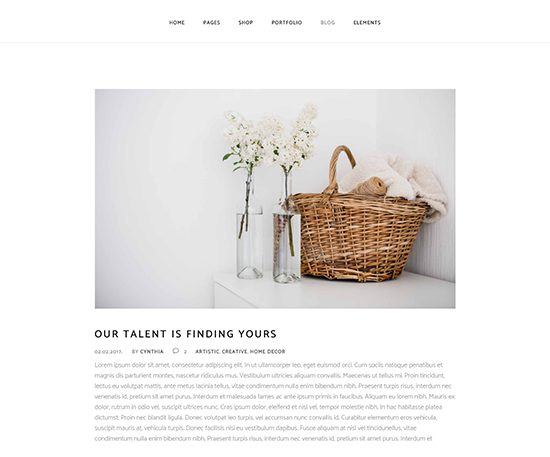 HOME PAGES SHOP PORTFOLIO BLOG ELEMENTS
OUR TALENT IS FINDING YOURS
02.02.2017. BY CYNTHIA 2 ARTISTIC, CREATIVE, HOME DECOR
Lorem ipsum dolor sit amet, consectetur adipiscing elit. In ut ullamcorper leo, eget euismod orci. Cum sociis natoque penatibus et
magnis dis parturient montes, nascetur ridiculus mus. Vestibulum ultricies aliquam convallis. Maecenas ut tellus mi. Proin tincidunt,
lectus eu volutpat mattis, ante metus lacinia tellus, vitae condimentum nulla enim bibendum nibh. Praesent turpis risus, interdum nec
venenatis id, pretium sit amet purus. Interdum et malesuada fames ac ante ipsum primis in faucibus. Aliquam eu lorem nibh. Mauris ex
dolor, rutrum in odio vel, suscipit ultrices nunc. Cras ipsum dolor, eleifend et nisl vel, tempor molestie nibh. In hac habitasse platea
dictumst. Proin nec blandit ligula. Donec volutpat leo turpis, vel accumsan nunc convallis id. Curabitur elementum eros vehicula,
suscipit mauris at, vehicula turpis. Donec facilisis nisl eu sem dapibus. Fusce aliquam at nisl vel tincidunellus, vitae
condimentum nulla enim bibendum nibh. Praesent turpis risus, interdum nec venenatis id, pretium sit amet purus. Interdum et